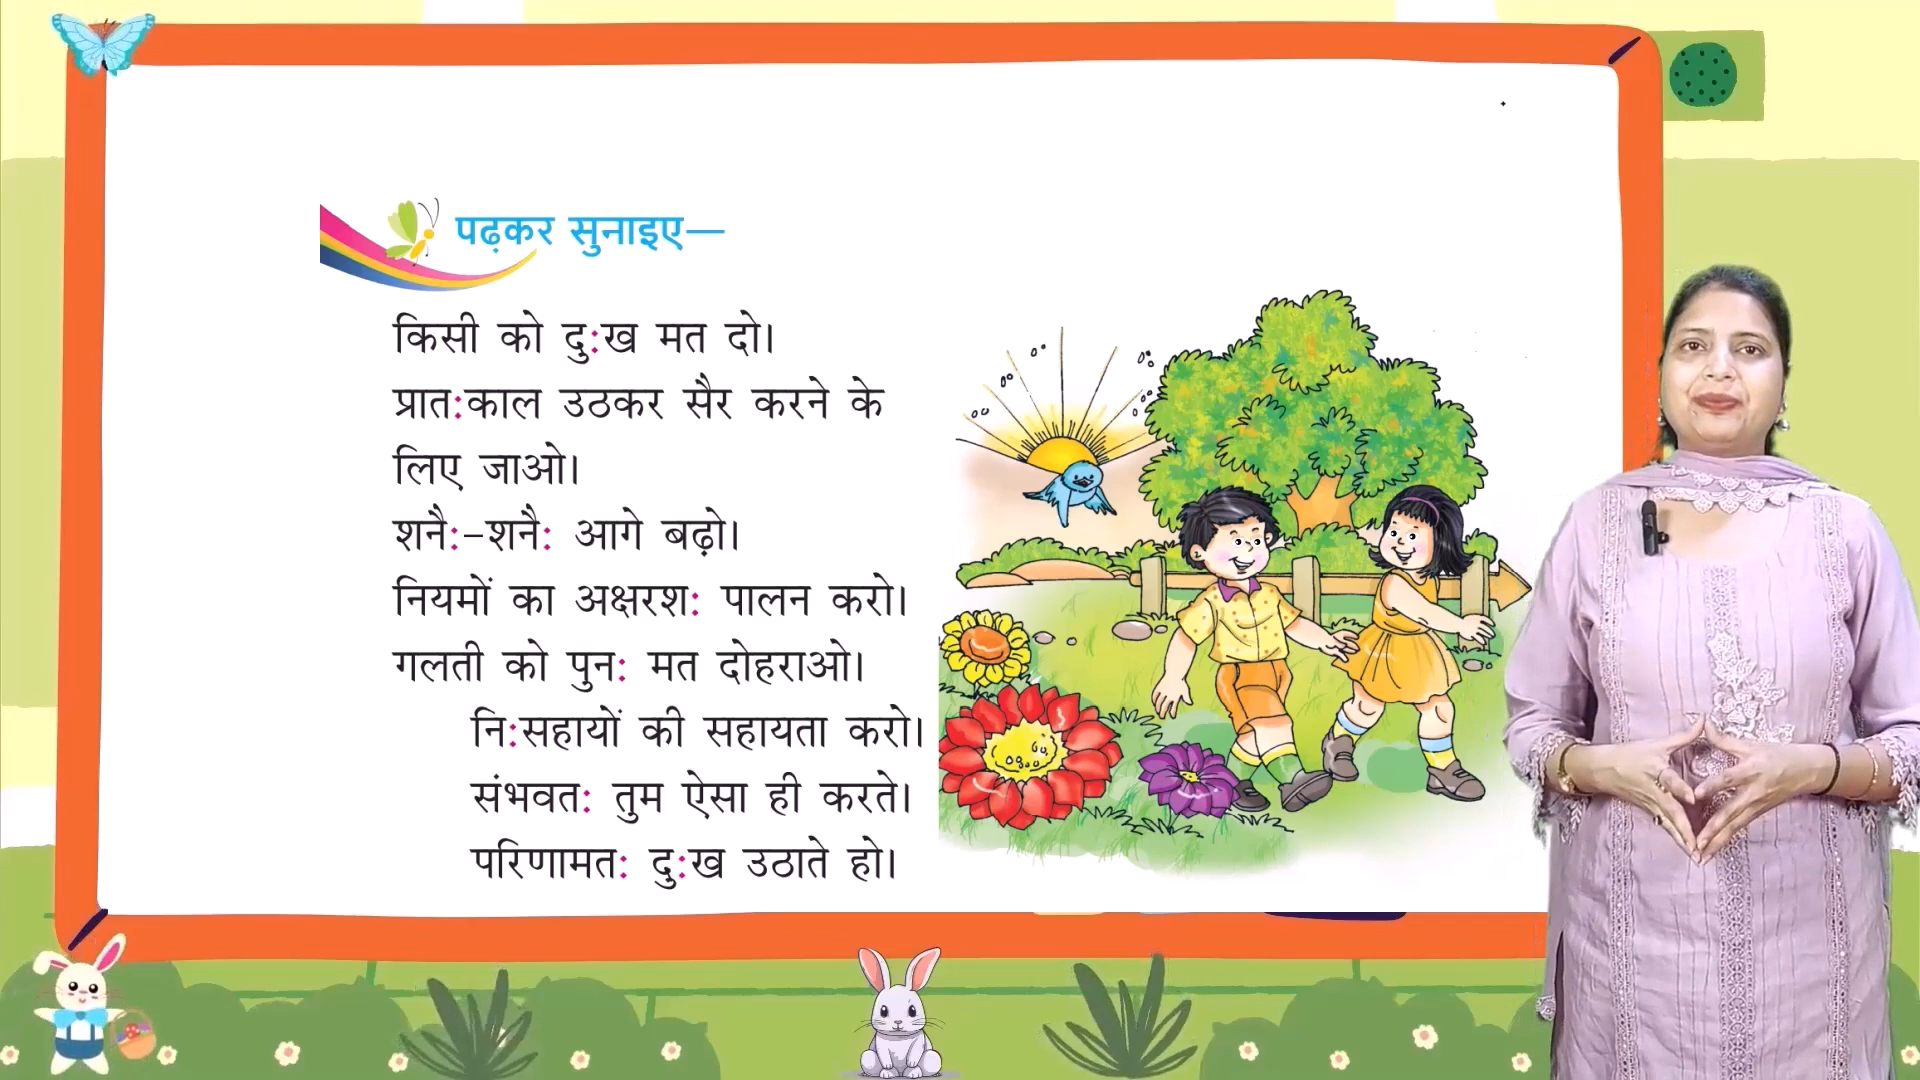 पढ़कर सुनाइए—
किसी को दु:ख मत दो।
प्रात:काल उठकर सैर करने के
लिए जाओ।
शनै:-शनै: आगे बढ़ो।
नियमों का अक्षरश: पालन करो।
गलती को पुन: मत दोहराओ।
नि:सहायों की सहायता करो।
संभवत: तुम ऐसा ही करते।
परिणामत: दु:ख उठाते हो।